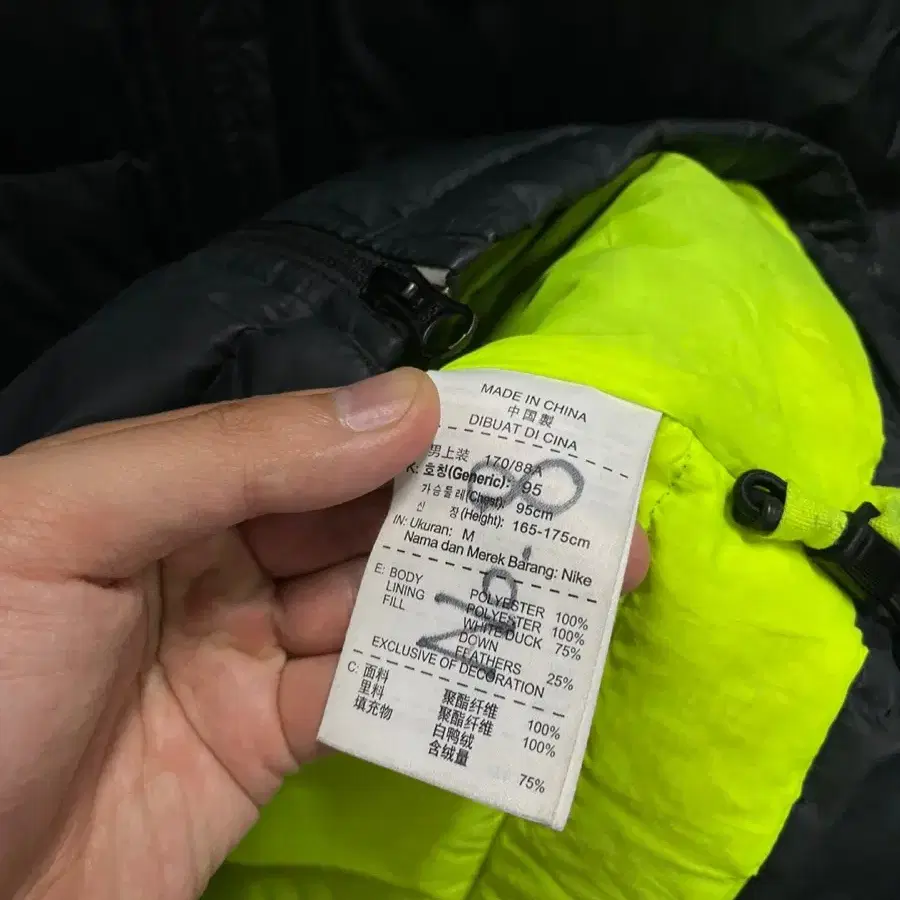 MADE IN CHINA
中国製
DIBUAT DI CINA
男上装 170/88A
K: 호칭(Generic): 95
가슴둘레(Chest): 95cm
신 장(Height): 165-175cm
IN: Ukuran: M
Nama dan Merek Barang: Nike
E: BODY POLYESTER 100%
LINING POLYESTER 100%
FILL WHITE DUCK 75%
DOWN
FEATHERS 25%
EXCLUSIVE OF DECORATION
C: 面料 聚酯纤维 100%
里料 聚酯纤维 100%
填充物 白鸭绒
含绒量 75%